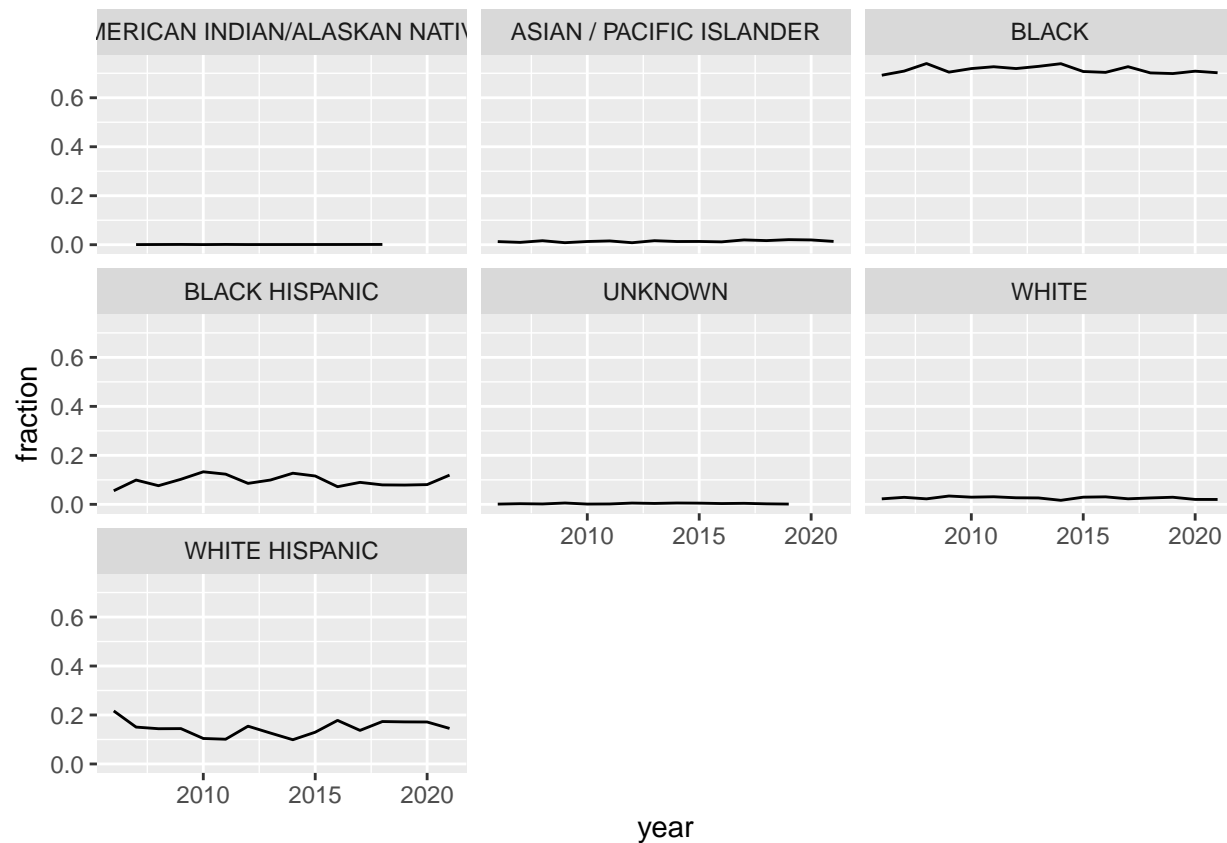 MERICAN INDIAN/ALASKAN NATIV
ASIAN / PACIFIC ISLANDER
BLACK
0.6
0.4
0.2
0.0
BLACK HISPANIC
UNKNOWN
WHITE
0.6
0.4
0.2
0.0
2010 2015 2020
2010 2015 2020
WHITE HISPANIC
0.6
0.4
0.2
0.0
2010 2015 2020
fraction
year